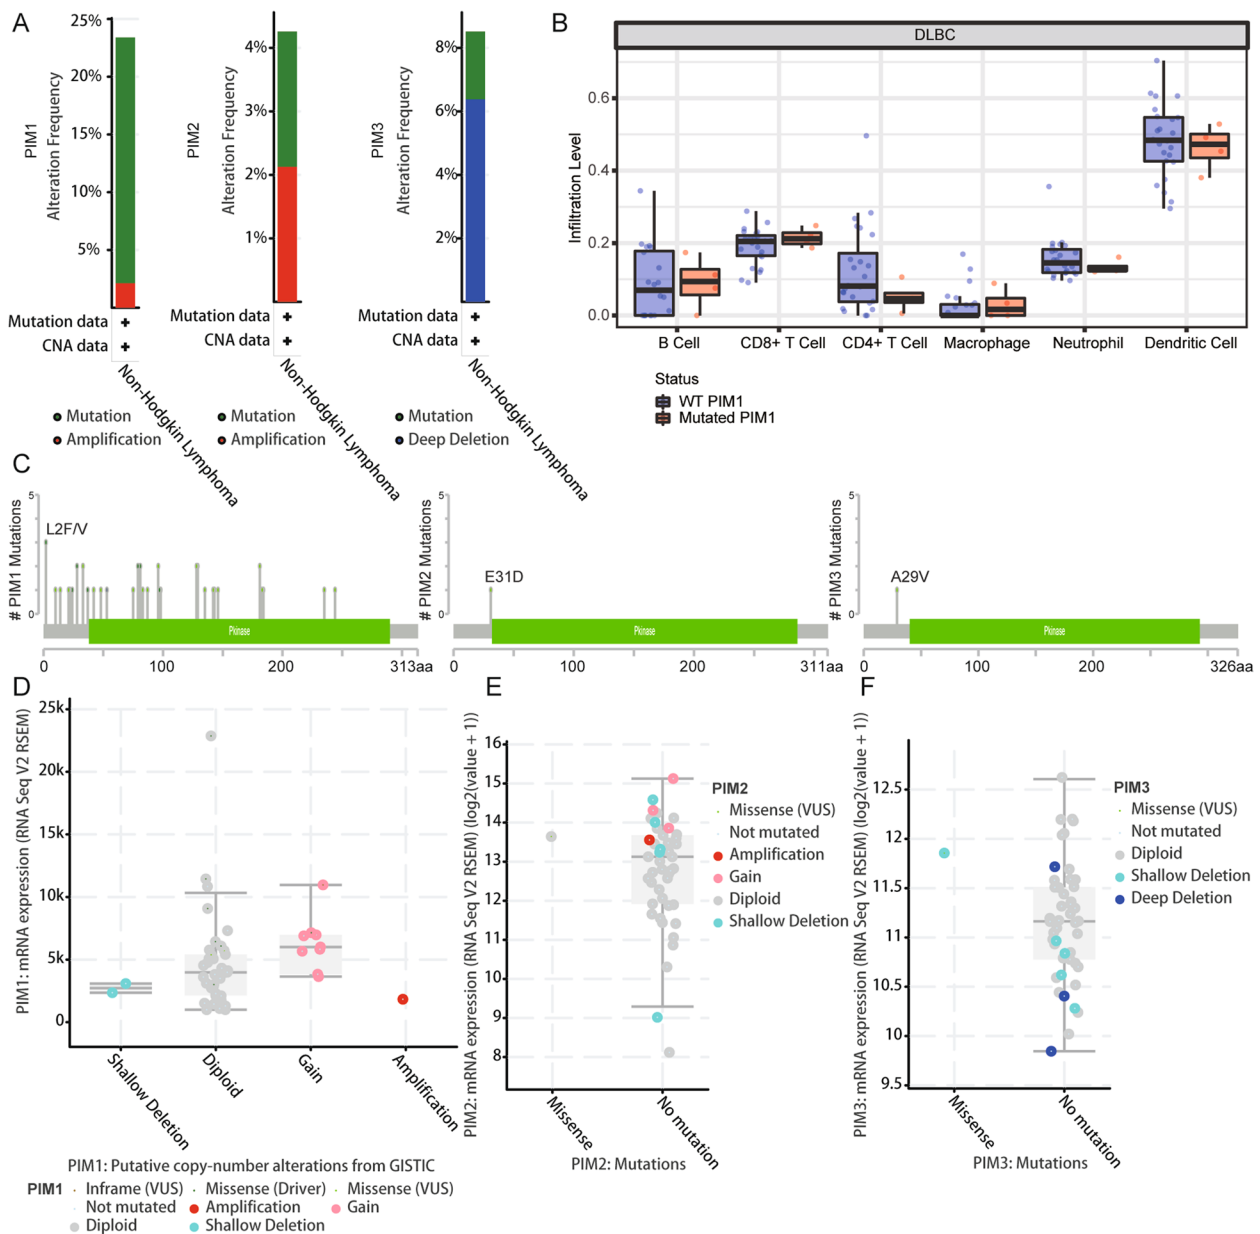 A
PIM1
Alteration Frequency
25%
20%
15%
10%
5%
Mutation data
CNA data
Non-Hodgkin Lymphoma
Mutation
Amplification
PIM2
Alteration Frequency
4%
3%
2%
1%
Mutation data
CNA data
Non-Hodgkin Lymphoma
Mutation
Amplification
PIM3
Alteration Frequency
8%
6%
4%
2%
Mutation data
CNA data
Non-Hodgkin Lymphoma
Mutation
Deep Deletion
B
DLBC
Infiltration Level
0.6
0.4
0.2
0.0
B Cell CD8+ T Cell CD4+ T Cell Macrophage Neutrophil Dendritic Cell
Status
WT PIM1
Mutated PIM1
C
# PIM1 Mutations
5
0
L2F/V
Pkinase
0 100 200 313aa
# PIM2 Mutations
5
0
E31D
Pkinase
0 100 200 311aa
# PIM3 Mutations
5
0
A29V
Pkinase
0 100 200 326aa
D
PIM1: mRNA expression (RNA Seq V2 RSEM)
25k
20k
15k
10k
5k
0
Shallow Deletion
Diploid
Gain
Amplification
PIM1: Putative copy-number alterations from GISTIC
PIM1 Inframe (VUS) Missense (Driver) Missense (VUS)
Not mutated Amplification Gain
Diploid Shallow Deletion
E
PIM2: mRNA expression (RNA Seq V2 RSEM) (log2(value + 1))
16
15
14
13
12
11
10
9
8
Missense
No mutation
PIM2: Mutations
PIM2
Missense (VUS)
Not mutated
Amplification
Gain
Diploid
Shallow Deletion
F
PIM3: mRNA expression (RNA Seq V2 RSEM) (log2(value + 1))
12.5
12
11.5
11
10.5
10
9.5
Missense
No mutation
PIM3: Mutations
PIM3
Missense (VUS)
Not mutated
Diploid
Shallow Deletion
Deep Deletion